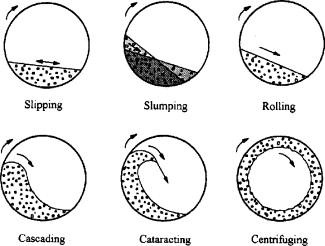 Slipping
Slumping
Rolling
Cascading
Cataracting
Centrifuging